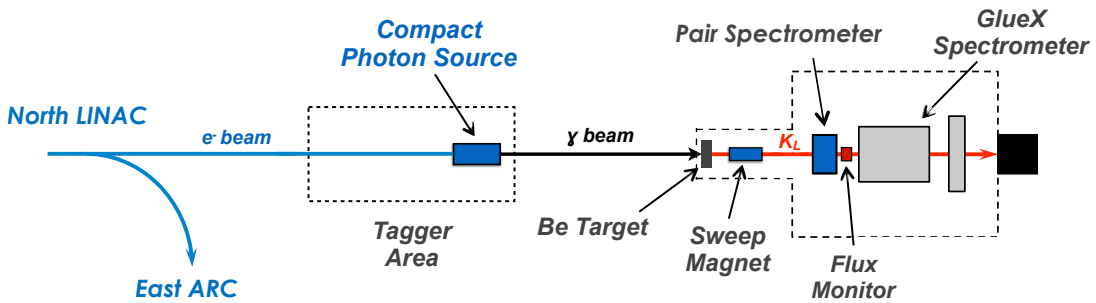 Compact
Photon Source
North LINAC
e- beam
ɣ beam
Tagger
Area
East ARC
Be Target
Sweep
Magnet
K_L
Pair Spectrometer
GlueX
Spectrometer
Flux
Monitor